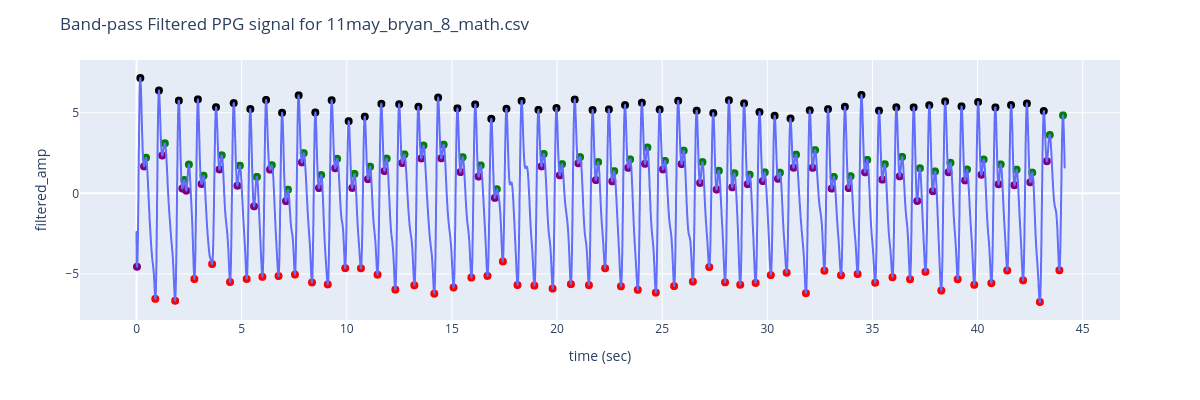 Band-pass Filtered PPG signal for 11may_bryan_8_math.csv
filtered_amp
5
0
−5
0 5 10 15 20 25 30 35 40 45
time (sec)